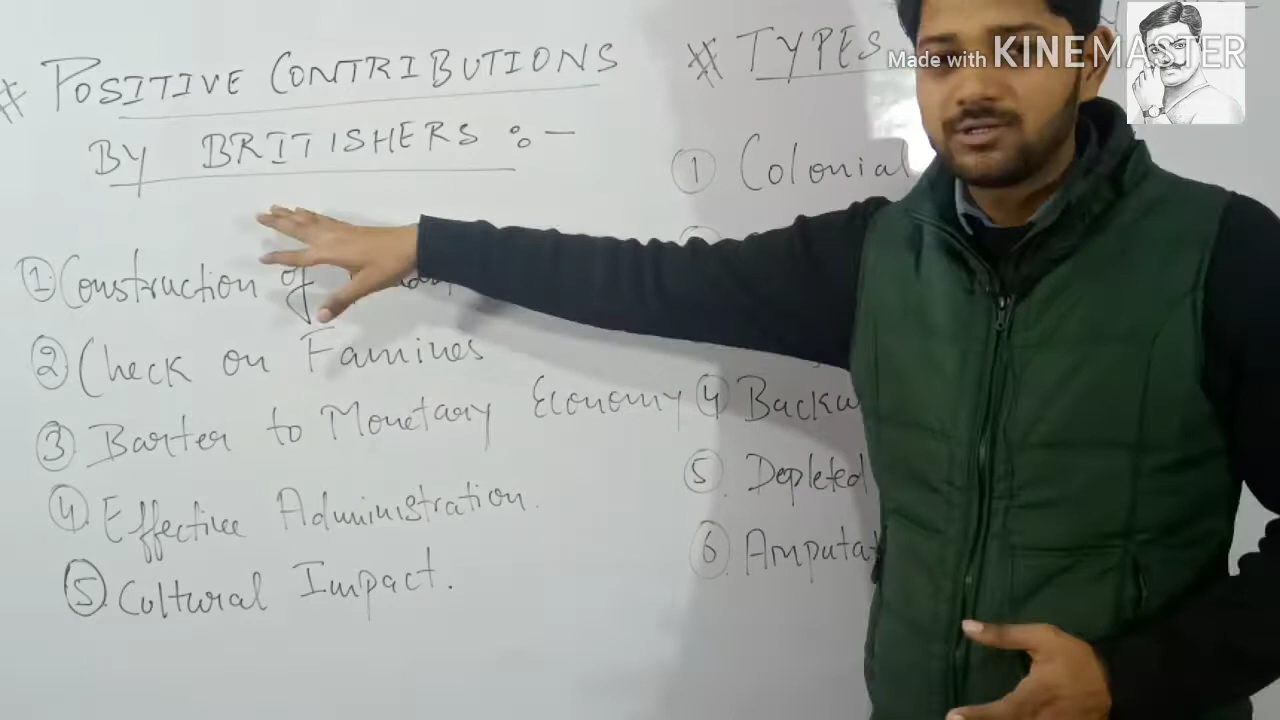 # POSITIVE CONTRIBUTIONS
BY BRITISHERS :-
① Construction of
② Check on Famines
③ Barter to Monetary Economy
④ Effective Administration.
⑤ Cultural Impact.
# TYPES
① Colonial
④ Backw
⑤ Depleted
⑥ Amputat
Made with KINEMASTER